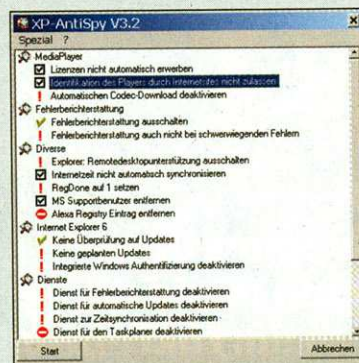 XP-AntiSpy V3.2
Spezial ?
MediaPlayer
Lizenzen nicht automatisch erwerben
Identifikation des Players durch Internetsites nicht zulassen
Automatischen Codec-Download deaktivieren
Fehlerberichterstattung
Fehlerberichterstattung ausschalten
Fehlerberichterstattung auch nicht bei schwerwiegenden Fehlern
Diverse
Explorer: Remotedesktopunterstützung ausschalten
Internetzeit nicht automatisch synchronisieren
RegDone auf 1 setzen
MS Supportbenutzer entfernen
Alexa Registry Eintrag entfernen
Internet Explorer 6
Keine Überprüfung auf Updates
Keine geplanten Updates
Integrierte Windows Authentifizierung deaktivieren
Dienste
Dienst für Fehlerberichterstattung deaktivieren
Dienst für automatische Updates deaktivieren
Dienst zur Zeitsynchronisation deaktivieren
Dienst für den Taskplaner deaktivieren
Start
Abbrechen